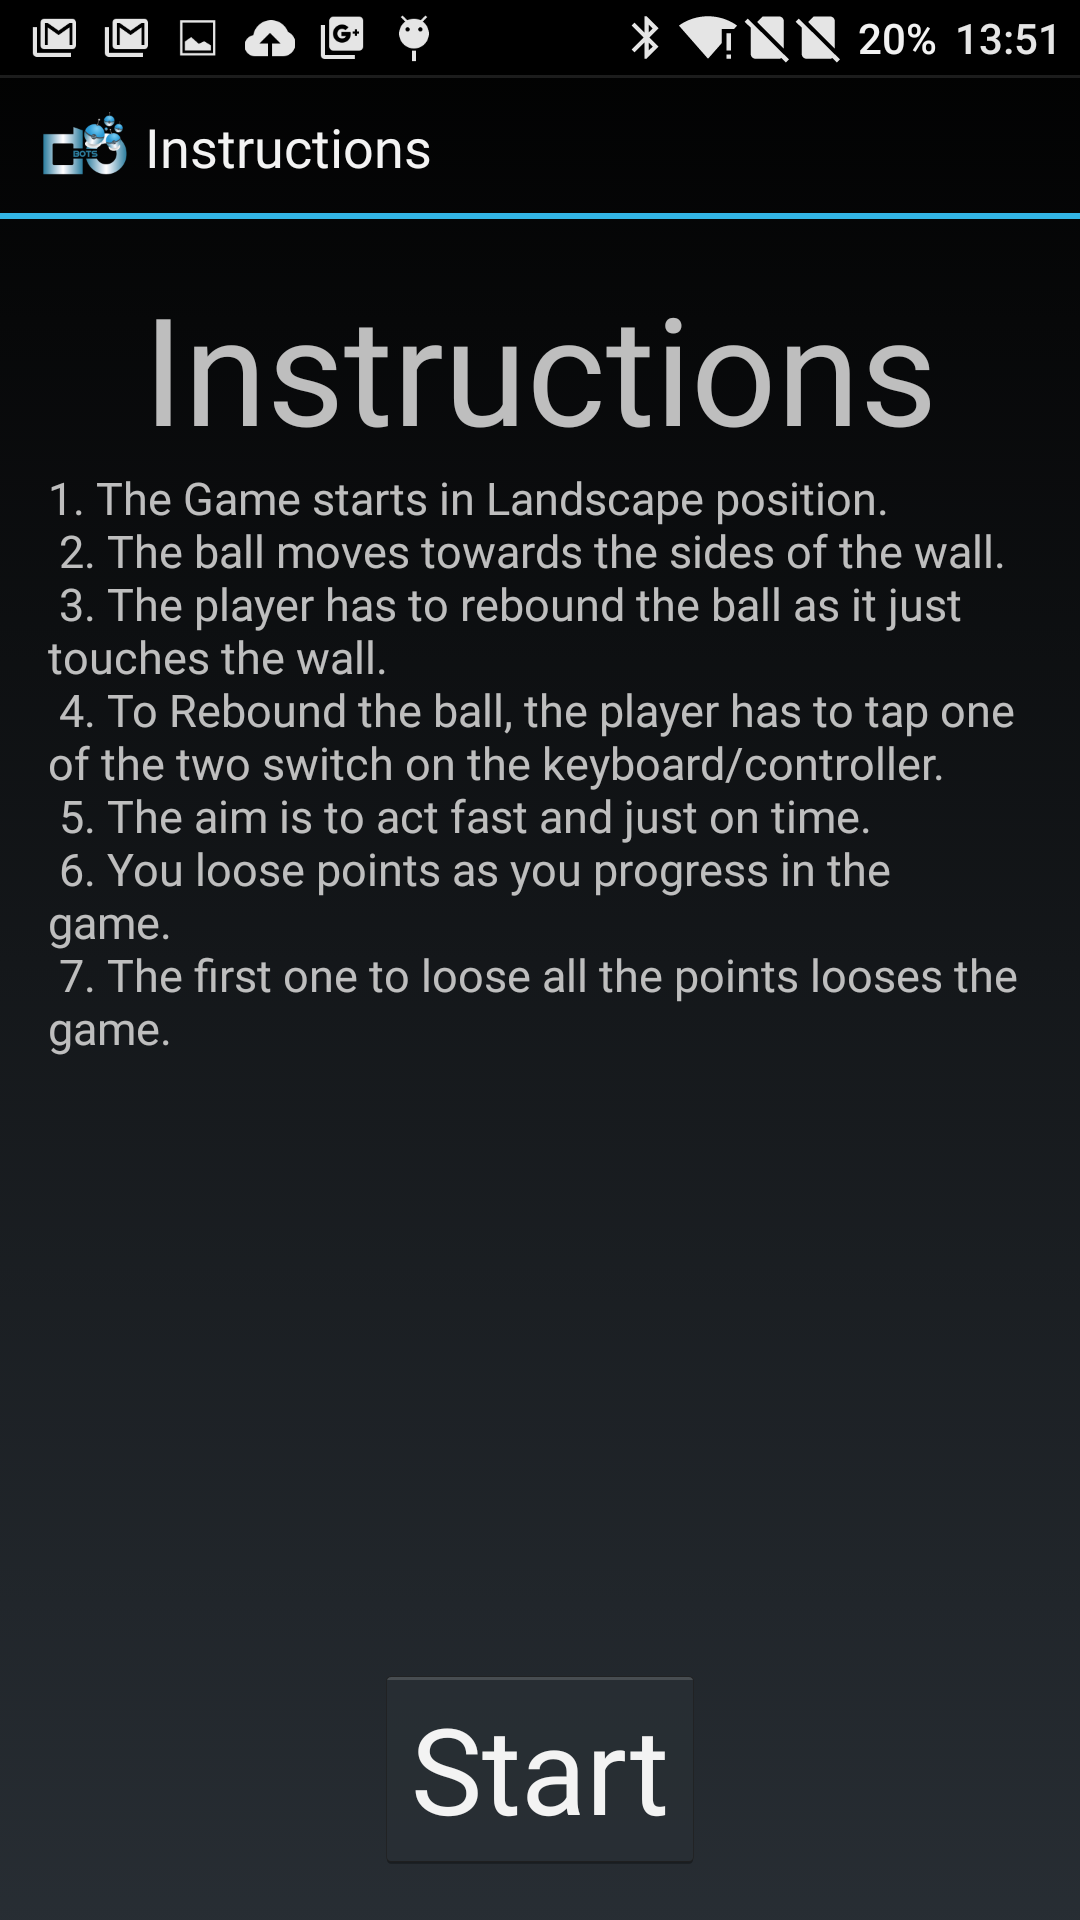 20% 13:51
BOTS Instructions
Instructions
1. The Game starts in Landscape position.
2. The ball moves towards the sides of the wall.
3. The player has to rebound the ball as it just
touches the wall.
4. To Rebound the ball, the player has to tap one
of the two switch on the keyboard/controller.
5. The aim is to act fast and just on time.
6. You loose points as you progress in the
game.
7. The first one to loose all the points looses the
game.
Start